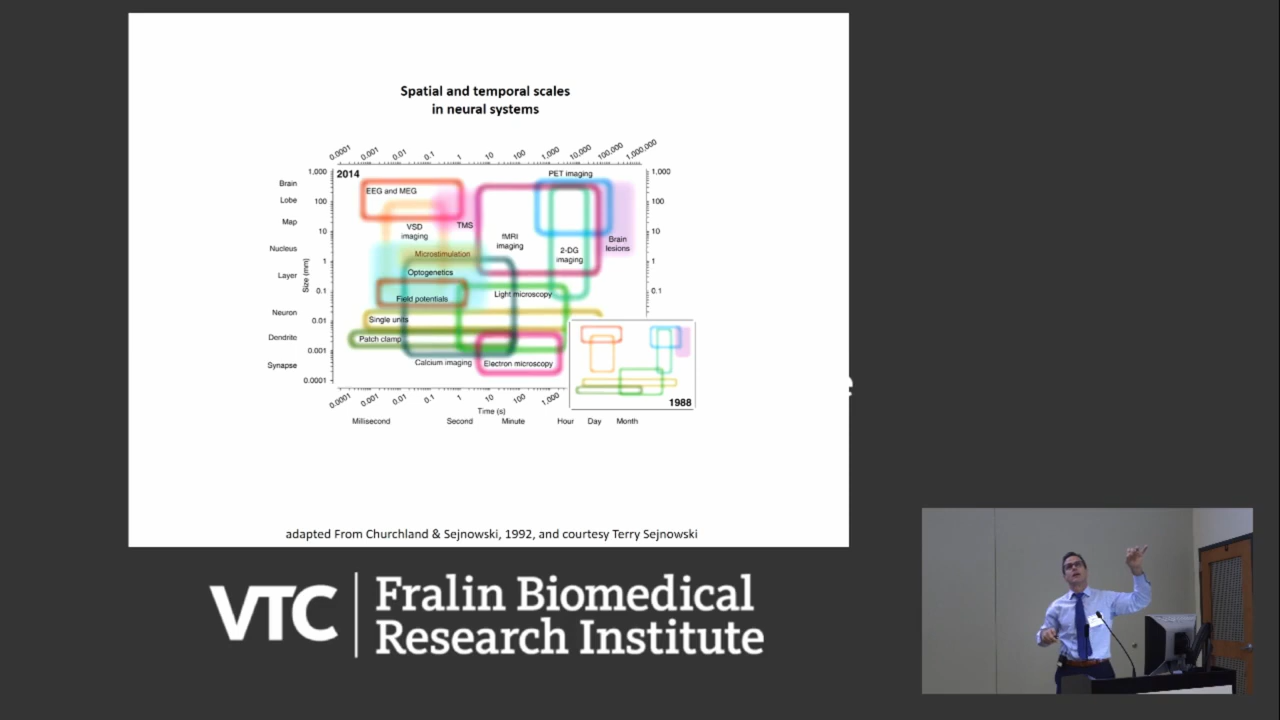 Spatial and temporal scales
in neural systems
0.0001 0.001 0.01 0.1 1 10 100 1,000 10,000 100,000 1,000,000
2014
PET imaging
1,000 1,000
Brain
EEG and MEG
Lobe 100 100
Map
VSD
imaging
TMS
10 10
fMRI
imaging
Brain
lesions
Nucleus
Microstimulation
2-DG
imaging
1 1
Layer
Size (mm)
Optogenetics
0.1 0.1
Field potentials
Light microscopy
Neuron
Single units
0.01
Dendrite
Patch clamp
0.001
Synapse
Calcium imaging
Electron microscopy
0.0001
0.0001 0.001 0.01 0.1 1 10 100 1,000
1988
Time (s)
Millisecond Second Minute Hour Day Month
e
adapted From Churchland & Sejnowski, 1992, and courtesy Terry Sejnowski
VTC
Fralin Biomedical
Research Institute